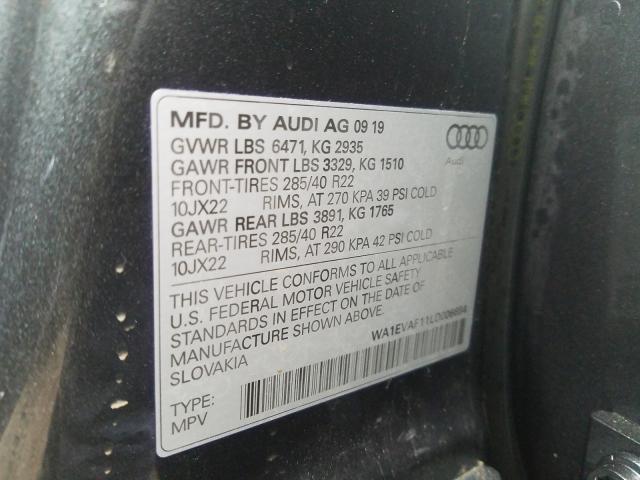 MFD. BY AUDI AG 09 19
GVWR LBS 6471, KG 2935
GAWR FRONT LBS 3329, KG 1510
FRONT-TIRES 285/40 R22
10JX22 RIMS, AT 270 KPA 39 PSI COLD
GAWR REAR LBS 3891, KG 1765
REAR-TIRES 285/40 R22
10JX22 RIMS, AT 290 KPA 42 PSI COLD
Audi
THIS VEHICLE CONFORMS TO ALL APPLICABLE
U.S. FEDERAL MOTOR VEHICLE SAFETY
STANDARDS IN EFFECT ON THE DATE OF
MANUFACTURE SHOWN ABOVE.
SLOVAKIA
WA1EVAF11LD006694
TYPE:
MPV